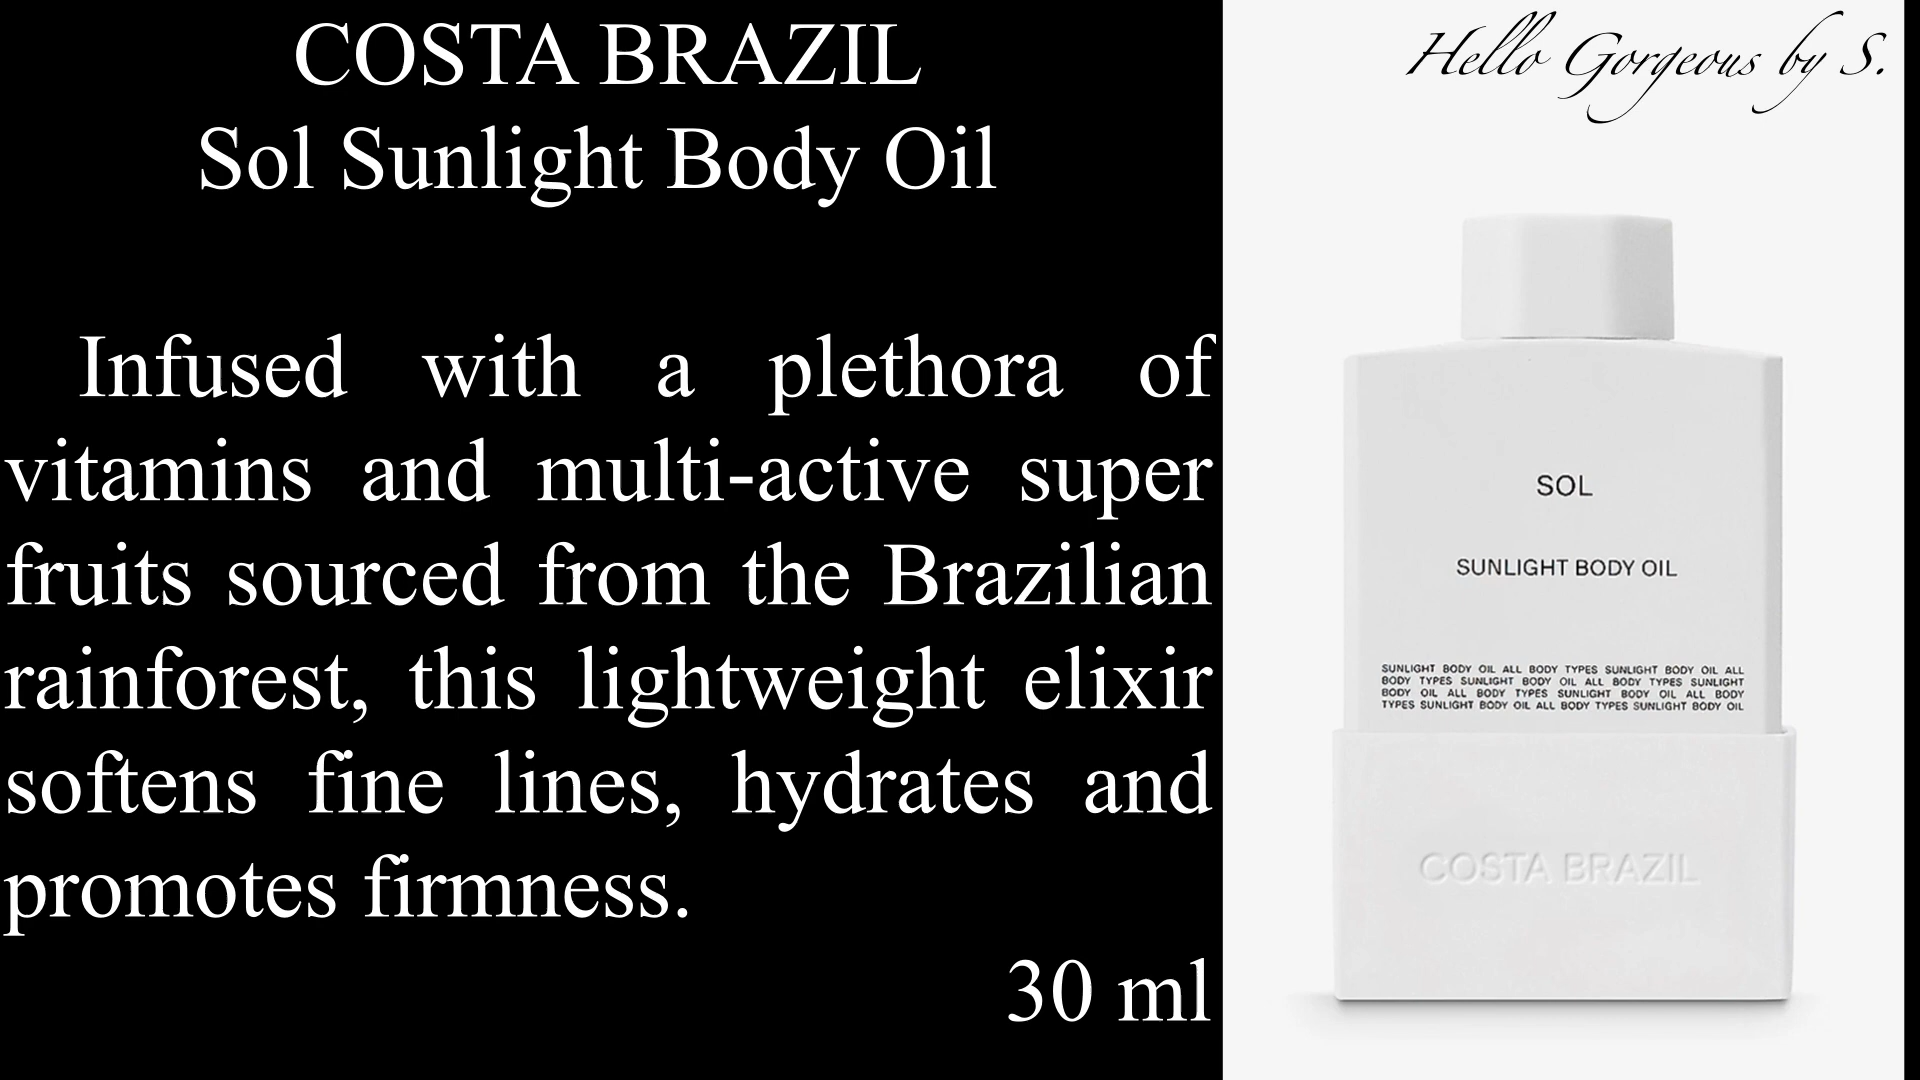 COSTA BRAZIL
Sol Sunlight Body Oil
Infused with a plethora of
vitamins and multi-active super
fruits sourced from the Brazilian
rainforest, this lightweight elixir
softens fine lines, hydrates and
promotes firmness.
30 ml
Hello Gorgeous by S.
SOL
SUNLIGHT BODY OIL
SUNLIGHT BODY OIL ALL BODY TYPES SUNLIGHT BODY OIL ALL
BODY TYPES SUNLIGHT BODY OIL ALL BODY TYPES SUNLIGHT
BODY OIL ALL BODY TYPES SUNLIGHT BODY OIL ALL BODY
TYPES SUNLIGHT BODY OIL ALL BODY TYPES SUNLIGHT BODY OIL
COSTA BRAZIL